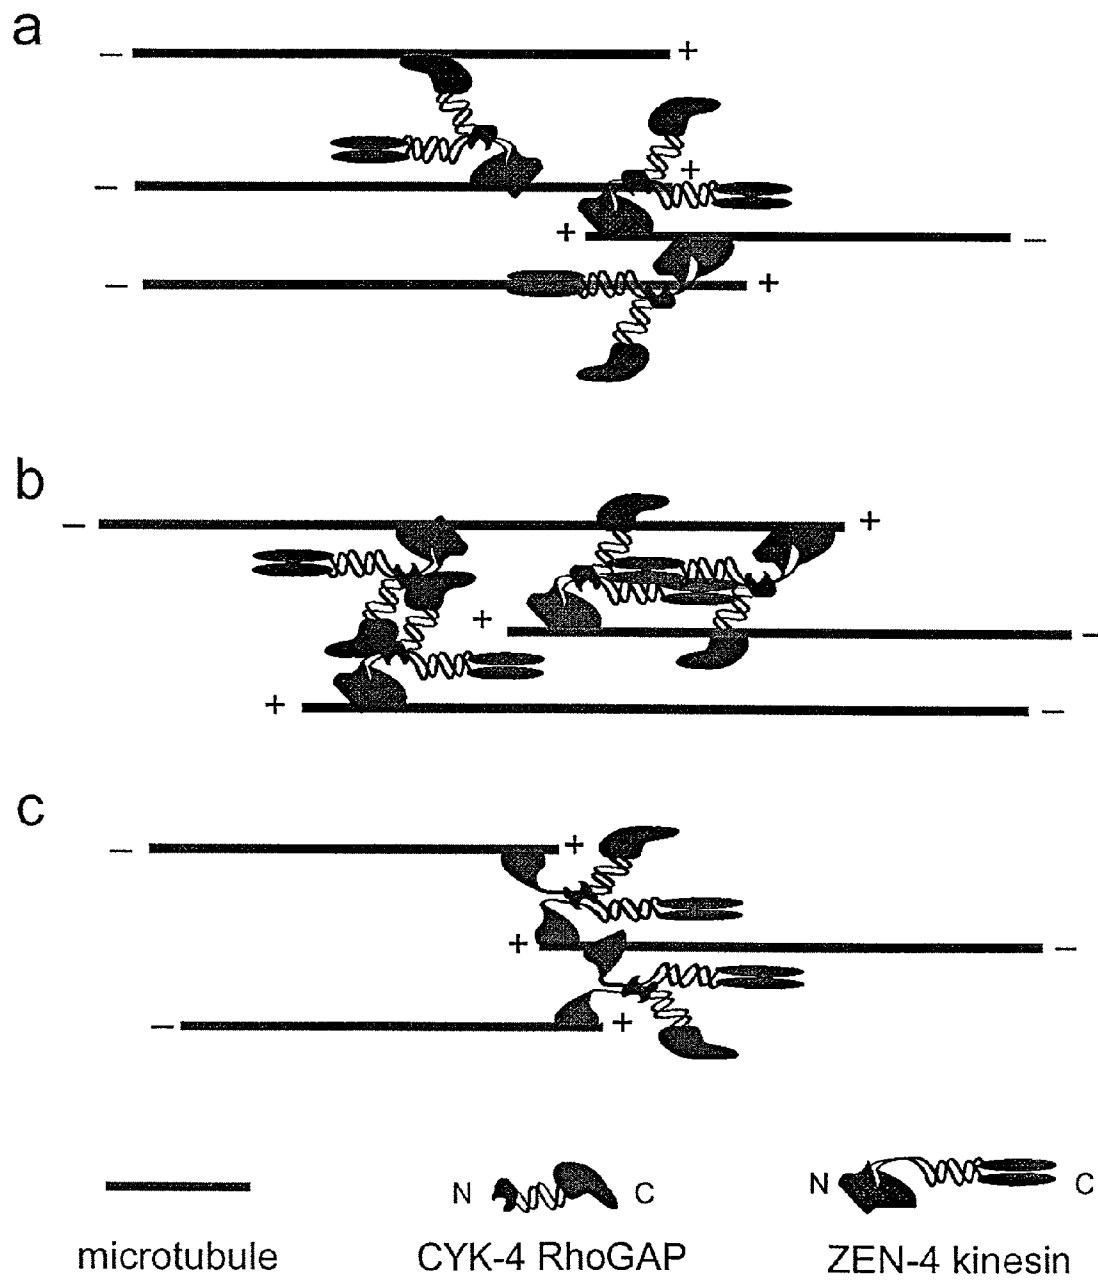 a
– +
– +
+ –
– +
b
– +
+ –
+ –
c
– +
+ –
– +
N C N C
microtubule CYK-4 RhoGAP ZEN-4 kinesin